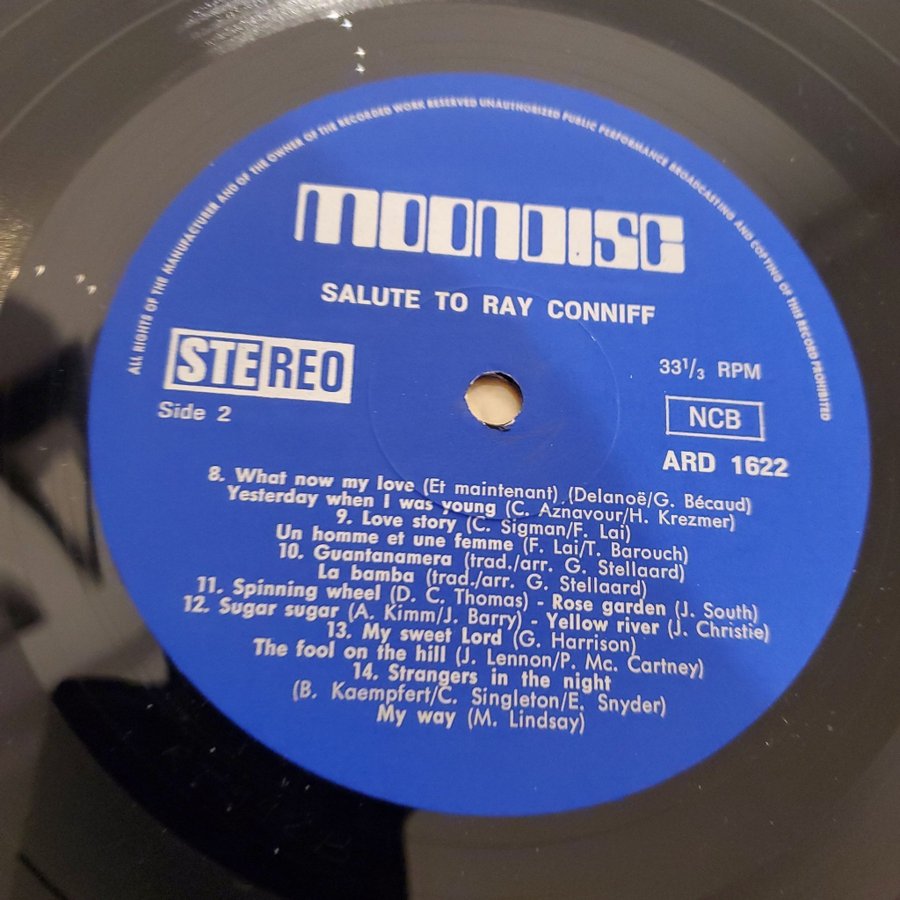 ALL RIGHTS OF THE MANUFACTURER AND OF THE OWNER OF THE RECORDED WORK RESERVED UNAUTHORIZED PUBLIC PERFORMANCE BROADCASTING AND COPYING OF THIS RECORD PROHIBITED
MOONDISC
SALUTE TO RAY CONNIFF
STEREO
33 1/3 RPM
Side 2
NCB
ARD 1622
8. What now my love (Et maintenant) (Delanoë/G. Bécaud)
Yesterday when I was young (C. Aznavour/H. Krezmer)
9. Love story (C. Sigman/F. Lai)
Un homme et une femme (F. Lai/T. Barouch)
10. Guantanamera (trad./arr. G. Stellaard)
La bamba (trad./arr. G. Stellaard)
11. Spinning wheel (D. C. Thomas) - Rose garden (J. South)
12. Sugar sugar (A. Kimm/J. Barry) - Yellow river (J. Christie)
13. My sweet Lord (G. Harrison)
The fool on the hill (J. Lennon/P. Mc. Cartney)
14. Strangers in the night
(B. Kaempfert/C. Singleton/E. Snyder)
My way (M. Lindsay)